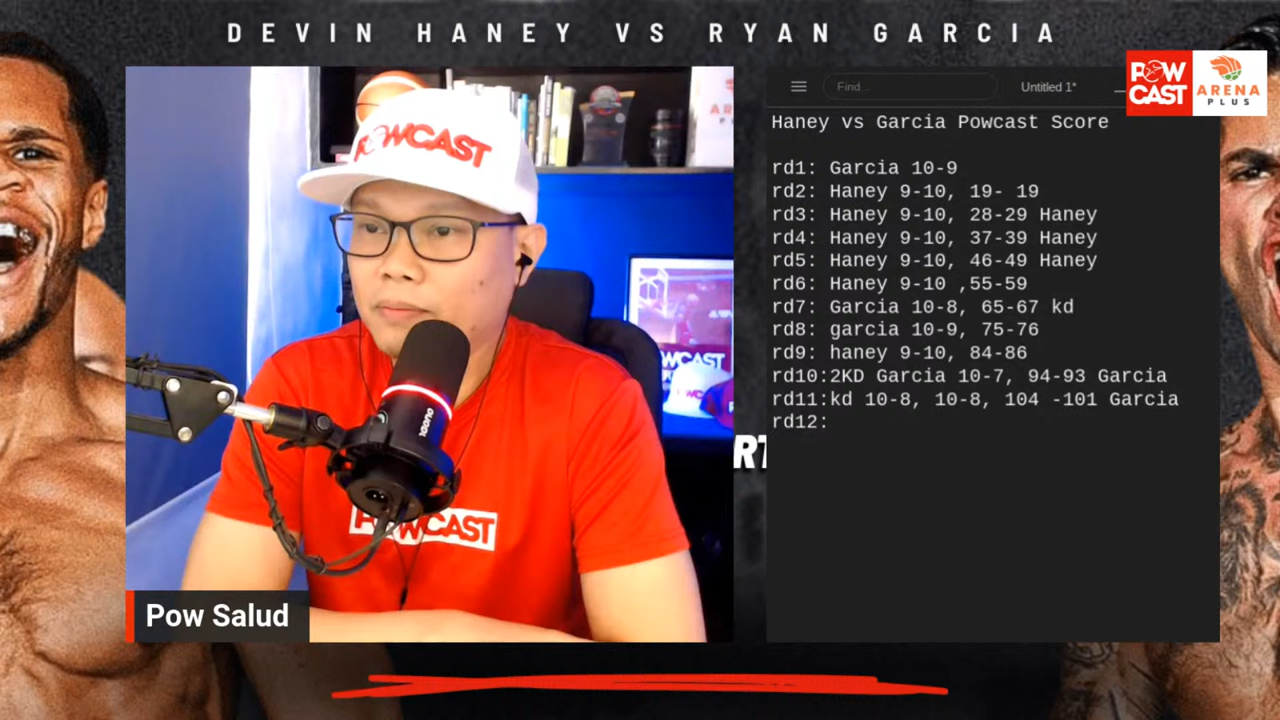 DEVIN HANEY VS RYAN GARCIA
POWCAST
ARENA
PLUS
POWCAST
POWCAST
Pow Salud
Find...
Untitled 1*
Haney vs Garcia Powcast Score
rd1: Garcia 10-9
rd2: Haney 9-10, 19- 19
rd3: Haney 9-10, 28-29 Haney
rd4: Haney 9-10, 37-39 Haney
rd5: Haney 9-10, 46-49 Haney
rd6: Haney 9-10 ,55-59
rd7: Garcia 10-8, 65-67 kd
rd8: garcia 10-9, 75-76
rd9: haney 9-10, 84-86
rd10:2KD Garcia 10-7, 94-93 Garcia
rd11:kd 10-8, 10-8, 104 -101 Garcia
rd12: